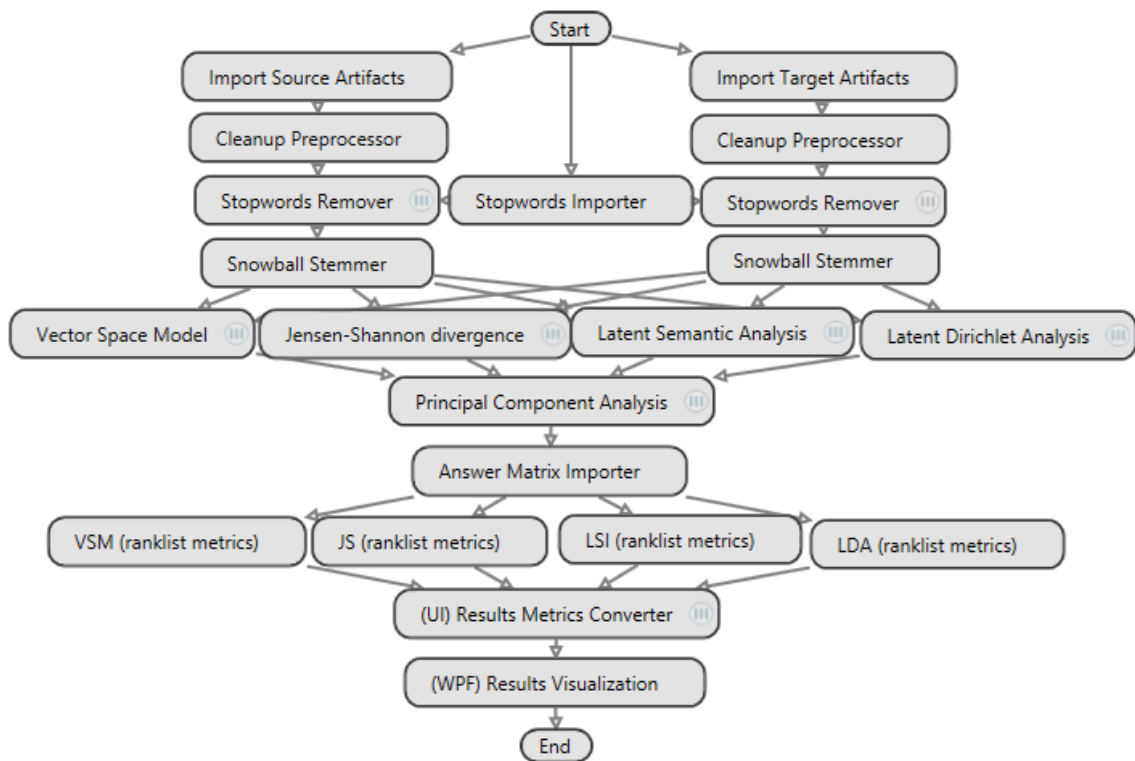 Start
Import Source Artifacts
Import Target Artifacts
Cleanup Preprocessor
Cleanup Preprocessor
Stopwords Remover
Stopwords Importer
Stopwords Remover
Snowball Stemmer
Snowball Stemmer
Vector Space Model
Jensen-Shannon divergence
Latent Semantic Analysis
Latent Dirichlet Analysis
Principal Component Analysis
Answer Matrix Importer
VSM (ranklist metrics)
JS (ranklist metrics)
LSI (ranklist metrics)
LDA (ranklist metrics)
(UI) Results Metrics Converter
(WPF) Results Visualization
End